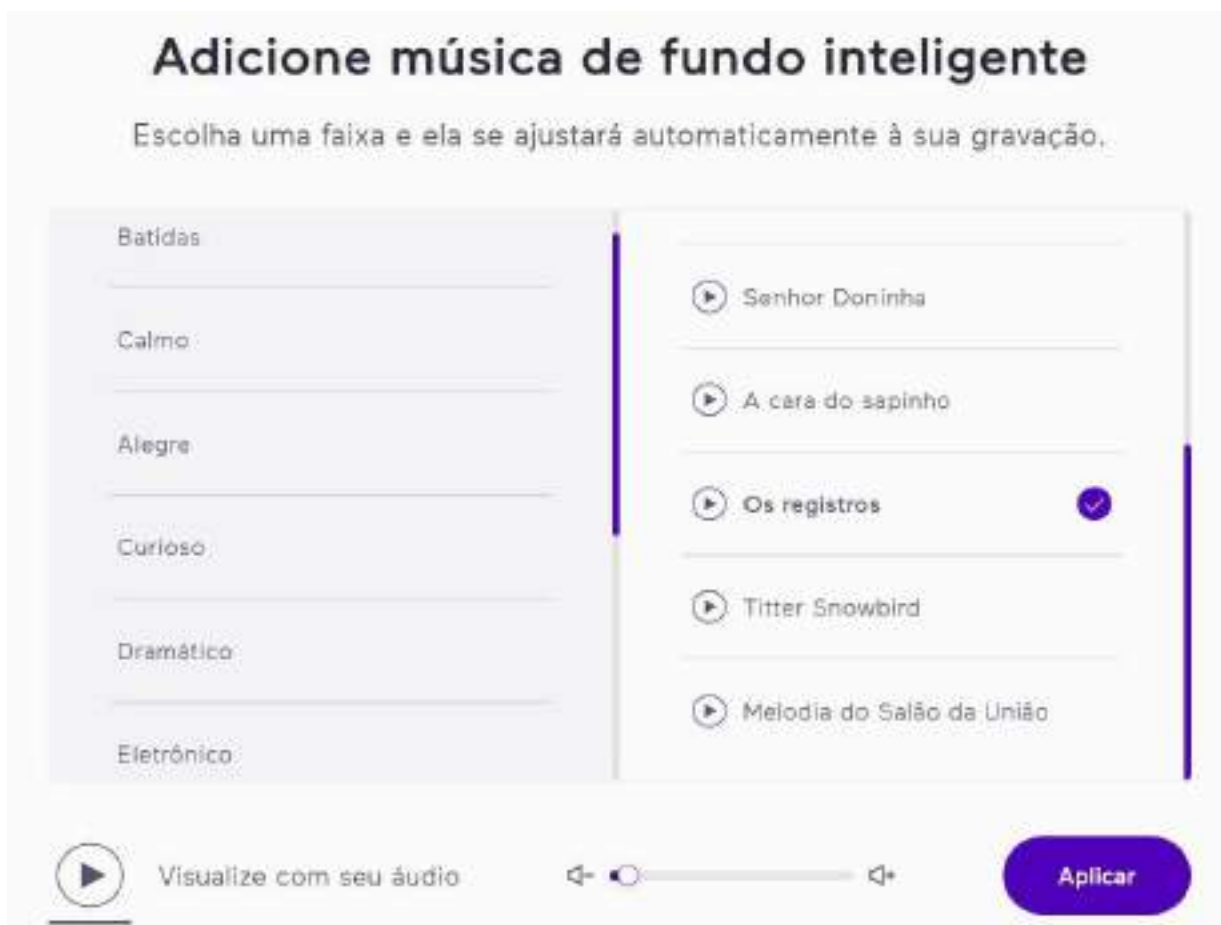 Adicione música de fundo inteligente
Escolha uma faixa e ela se ajustará automaticamente à sua gravação.
Batidas
Calmo
Alegre
Curioso
Dramático
Eletrônico
Senhor Doninha
A cara do sapinho
Os registros
Titter Snowbird
Melodia do Salão da União
Visualize com seu áudio
Aplicar